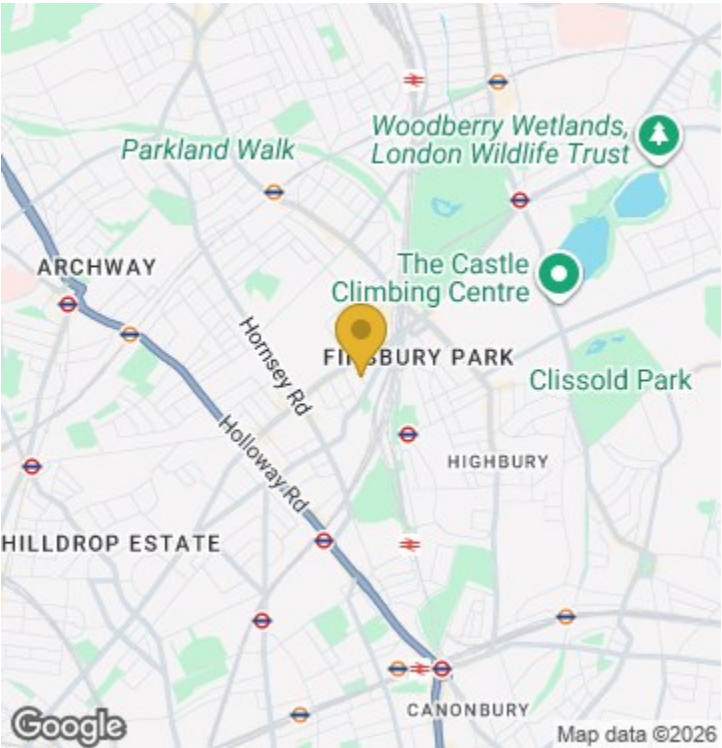 Woodberry Wetlands,
London Wildlife Trust
Parkland Walk
ARCHWAY
The Castle
Climbing Centre
Hornsey Rd
FINSBURY PARK
Clissold Park
Holloway Rd
HIGHBURY
HILLDROP ESTATE
CANONBURY
Google
Map data ©2026